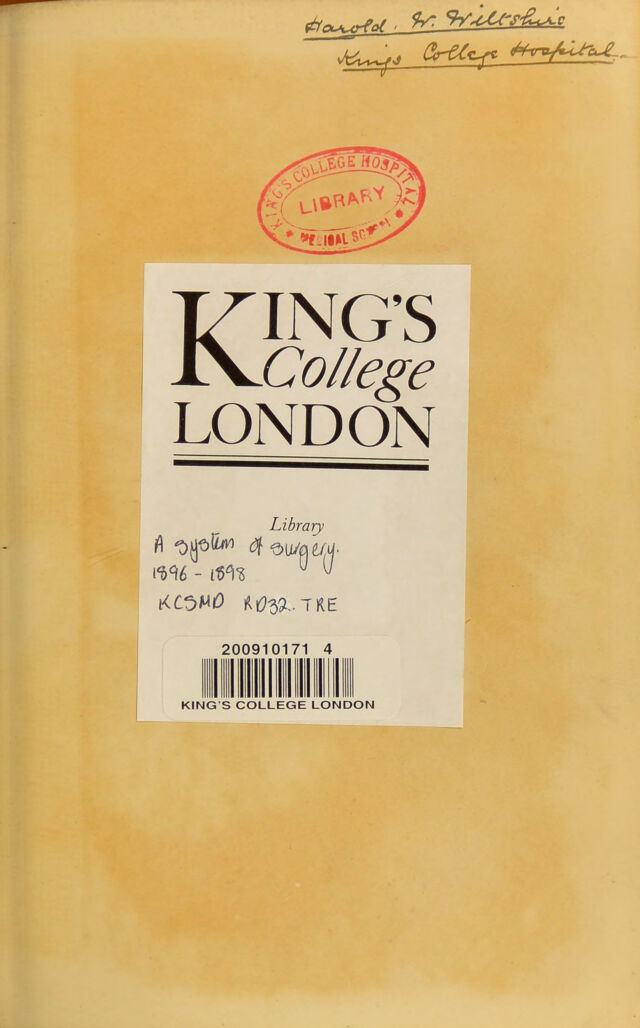 Harold. W. Wiltshire
Kings College Hospital.
KING'S COLLEGE HOSPITAL
LIBRARY
MEDICAL SCHOOL
KING'S
College
LONDON
Library
A system of surgery.
1896 - 1898
KCSMD RD32. TRE
200910171 4
KING'S COLLEGE LONDON